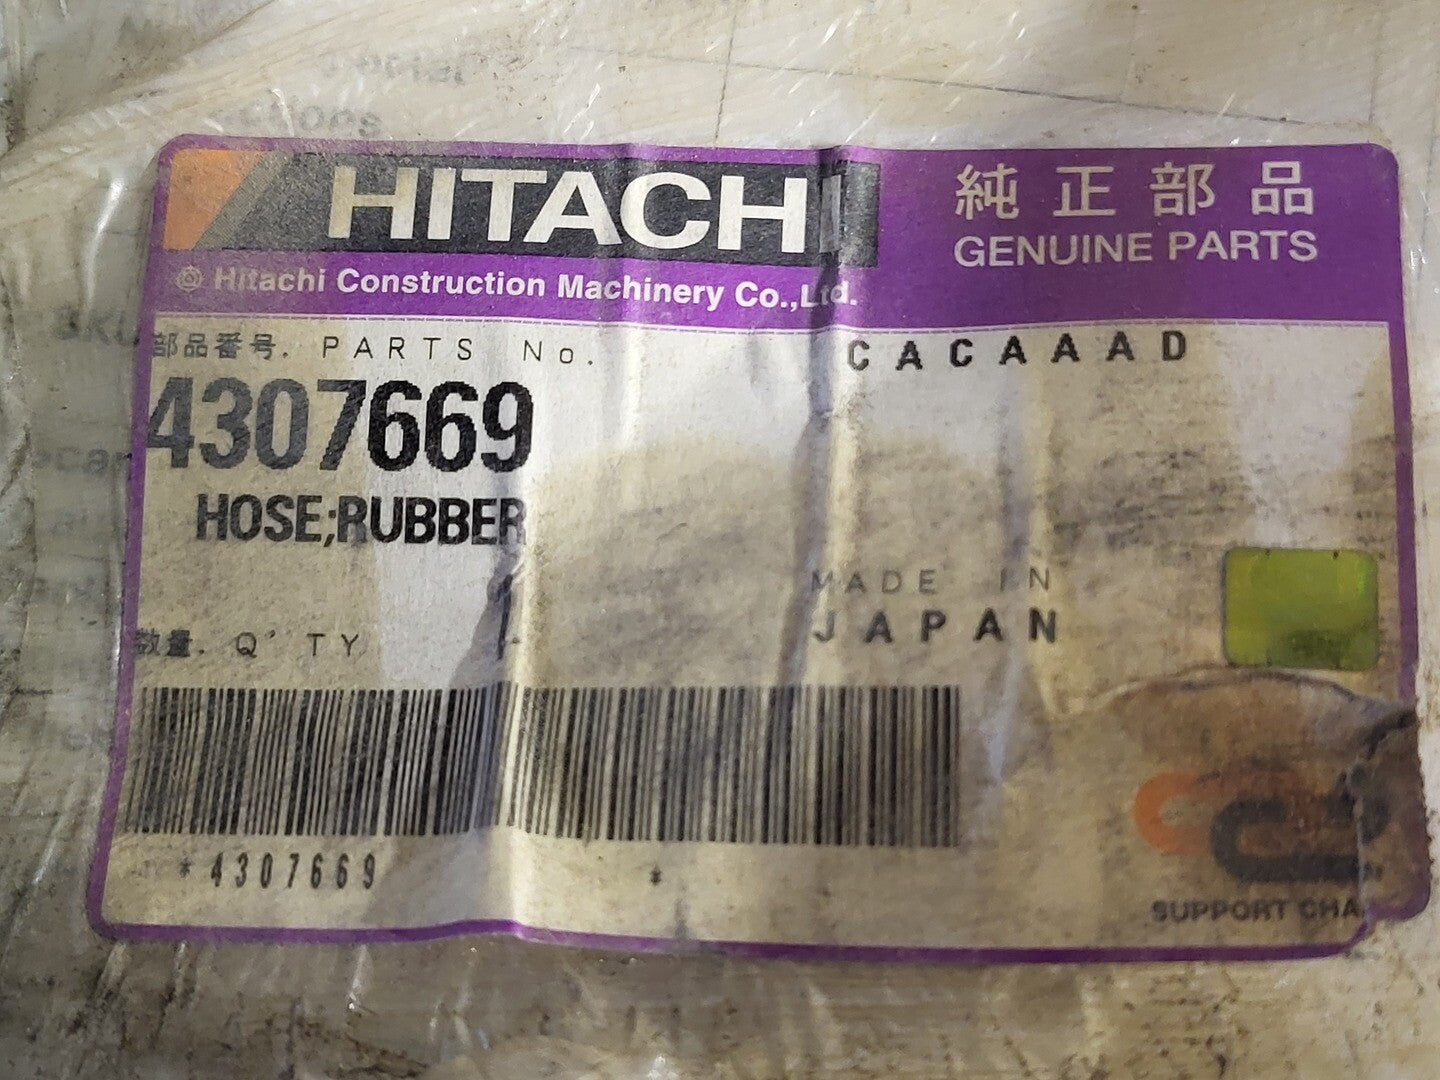 HITACHI
純正部品
GENUINE PARTS
Hitachi Construction Machinery Co.,Ltd.
部品番号. PARTS No.
CACAAAD
4307669
HOSE;RUBBER
MADE IN
JAPAN
数量. Q'TY 1
*4307669 *
SUPPORT